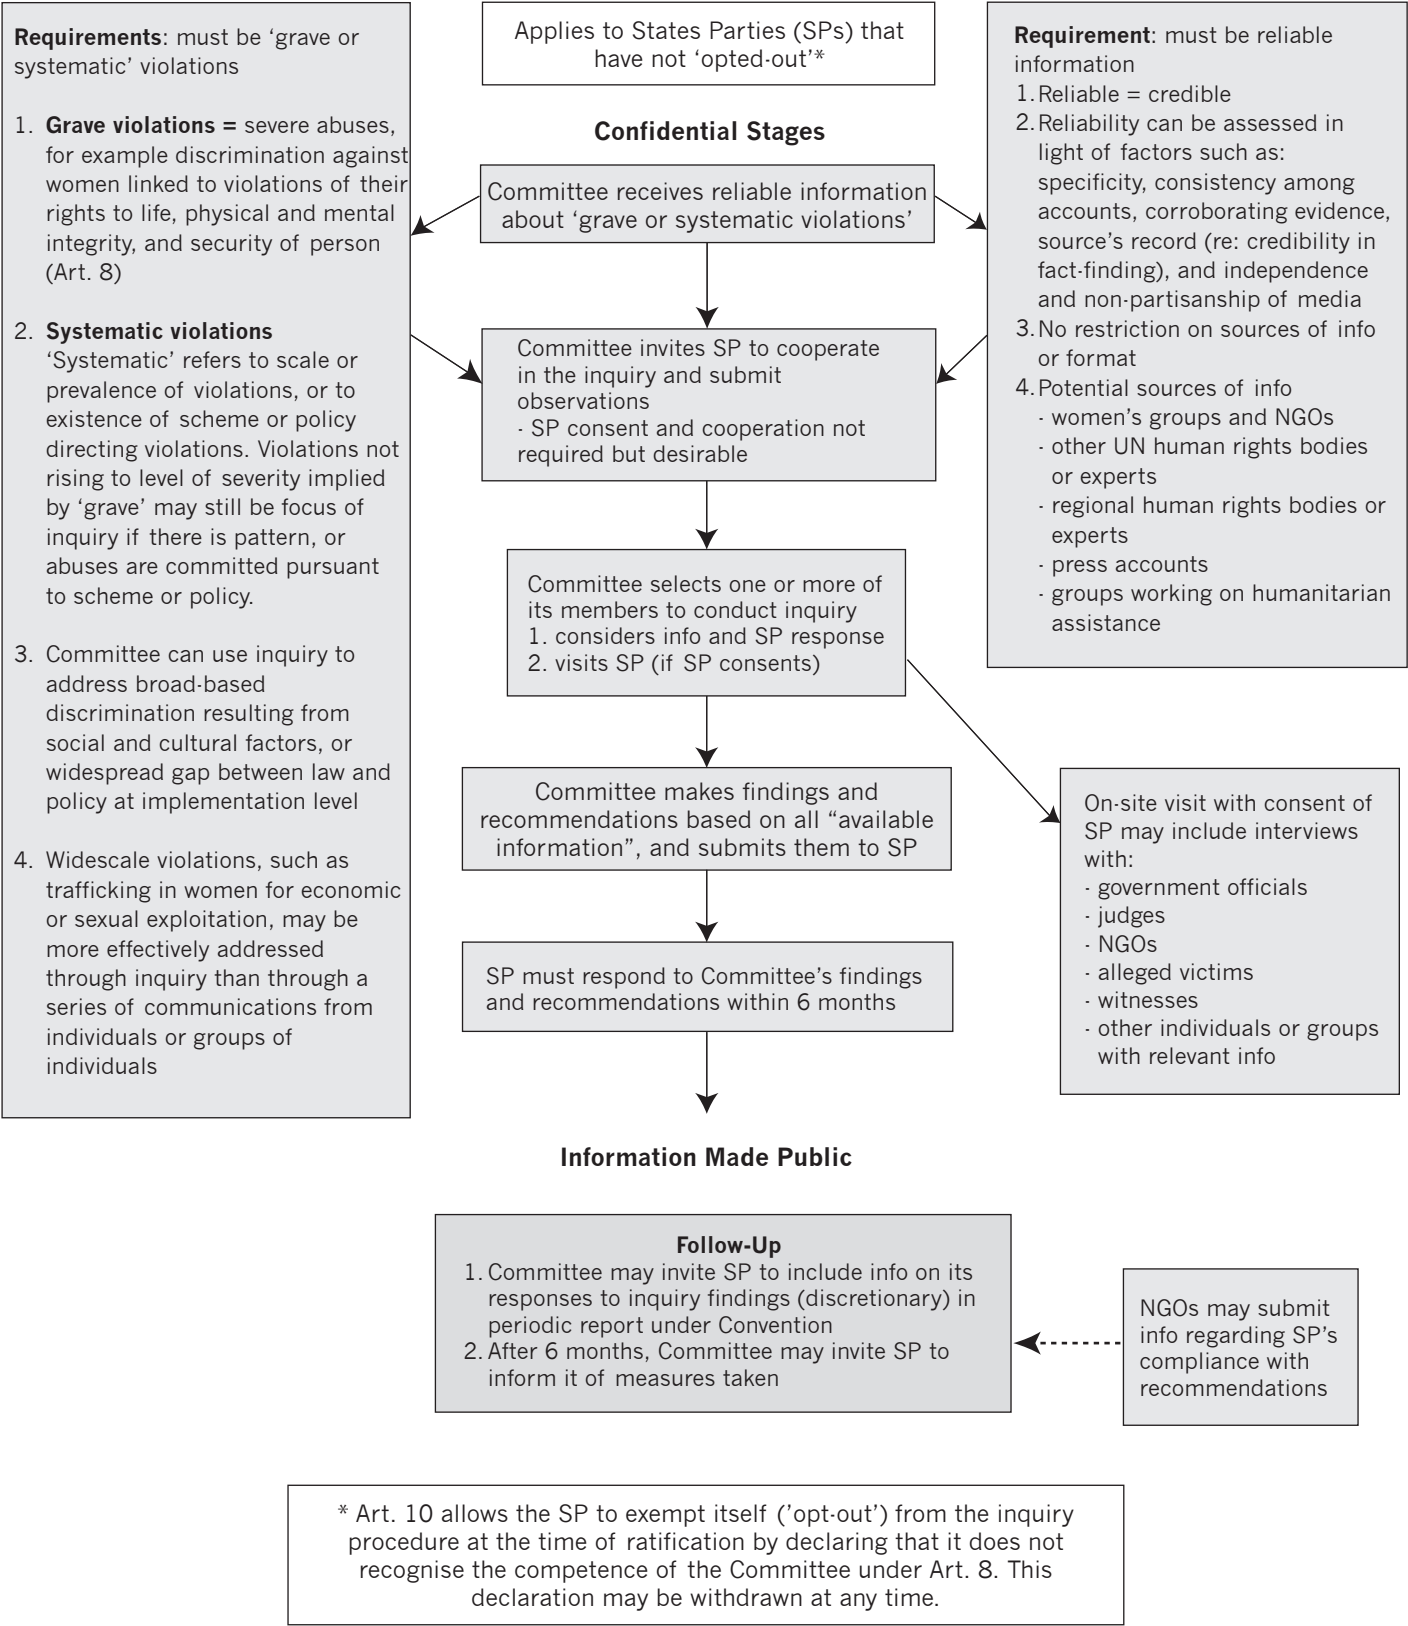 Requirements: must be ‘grave or
systematic’ violations
1. Grave violations = severe abuses,
for example discrimination against
women linked to violations of their
rights to life, physical and mental
integrity, and security of person
(Art. 8)
2. Systematic violations
‘Systematic’ refers to scale or
prevalence of violations, or to
existence of scheme or policy
directing violations. Violations not
rising to level of severity implied
by ‘grave’ may still be focus of
inquiry if there is pattern, or
abuses are committed pursuant
to scheme or policy.
3. Committee can use inquiry to
address broad-based
discrimination resulting from
social and cultural factors, or
widespread gap between law and
policy at implementation level
4. Widescale violations, such as
trafficking in women for economic
or sexual exploitation, may be
more effectively addressed
through inquiry than through a
series of communications from
individuals or groups of
individuals
Applies to States Parties (SPs) that
have not ‘opted-out’*
Confidential Stages
Committee receives reliable information
about ‘grave or systematic violations’
Committee invites SP to cooperate
in the inquiry and submit
observations
- SP consent and cooperation not
required but desirable
Committee selects one or more of
its members to conduct inquiry
1. considers info and SP response
2. visits SP (if SP consents)
Committee makes findings and
recommendations based on all “available
information”, and submits them to SP
SP must respond to Committee’s findings
and recommendations within 6 months
Requirement: must be reliable
information
1. Reliable = credible
2. Reliability can be assessed in
light of factors such as:
specificity, consistency among
accounts, corroborating evidence,
source’s record (re: credibility in
fact-finding), and independence
and non-partisanship of media
3. No restriction on sources of info
or format
4. Potential sources of info
- women’s groups and NGOs
- other UN human rights bodies
or experts
- regional human rights bodies or
experts
- press accounts
- groups working on humanitarian
assistance
On-site visit with consent of
SP may include interviews
with:
- government officials
- judges
- NGOs
- alleged victims
- witnesses
- other individuals or groups
with relevant info
Information Made Public
Follow-Up
1. Committee may invite SP to include info on its
responses to inquiry findings (discretionary) in
periodic report under Convention
2. After 6 months, Committee may invite SP to
inform it of measures taken
NGOs may submit
info regarding SP’s
compliance with
recommendations
* Art. 10 allows the SP to exempt itself (’opt-out’) from the inquiry
procedure at the time of ratification by declaring that it does not
recognise the competence of the Committee under Art. 8. This
declaration may be withdrawn at any time.